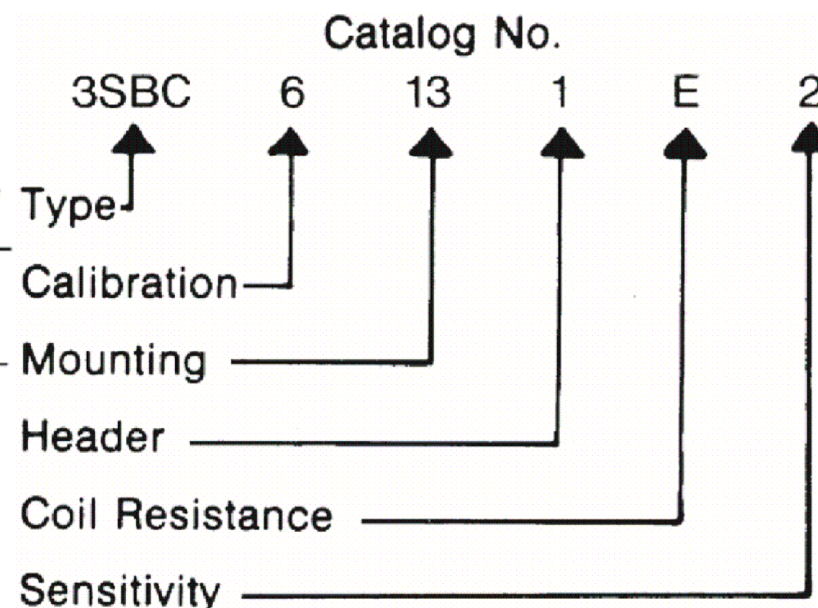 Catalog No.
3SBC 6 13 1 E 2
Type
Calibration
Mounting
Header
Coil Resistance
Sensitivity